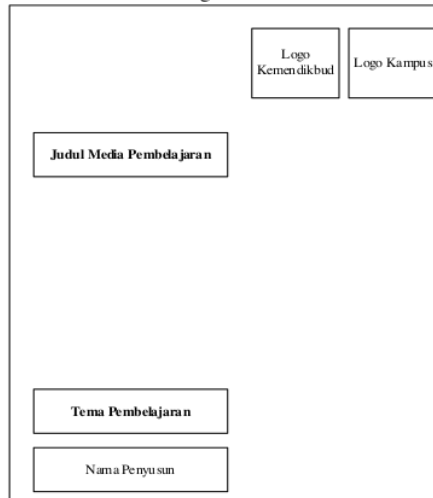 Logo
Kemendikbud
Logo Kampus
Judul Media Pembelajaran
Tema Pembelajaran
Nama Penyusun